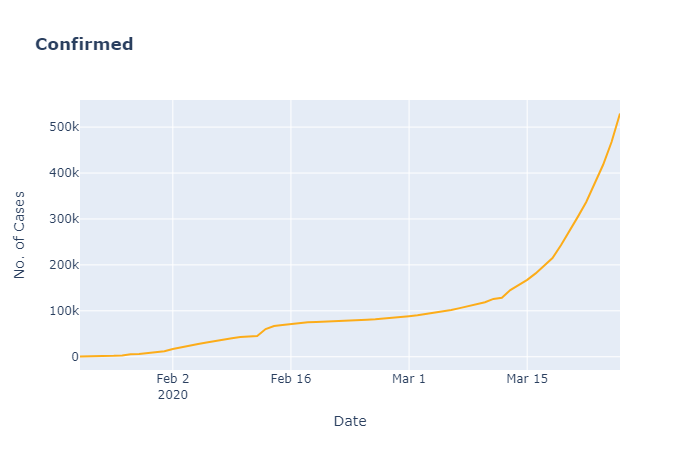 Confirmed
500k
400k
300k
200k
100k
0
No. of Cases
Feb 2
2020
Feb 16
Mar 1
Mar 15
Date